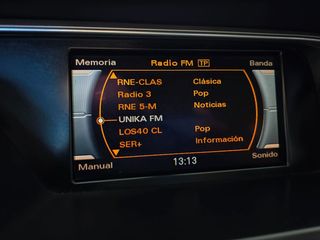 Memoria Radio FM TP Banda
RNE-CLAS Clásica
Radio 3 Pop
RNE 5-M Noticias
UNIKA FM
LOS40 CL Pop
SER+ Información
Manual 13:13 Sonido